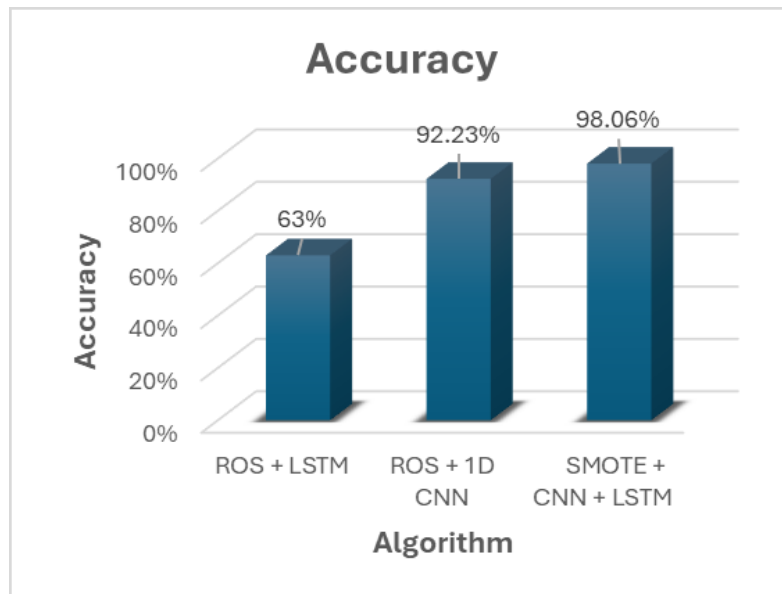 Accuracy
98.06%
92.23%
63%
Accuracy
100%
80%
60%
40%
20%
0%
ROS + LSTM
ROS + 1D
CNN
SMOTE +
CNN + LSTM
Algorithm